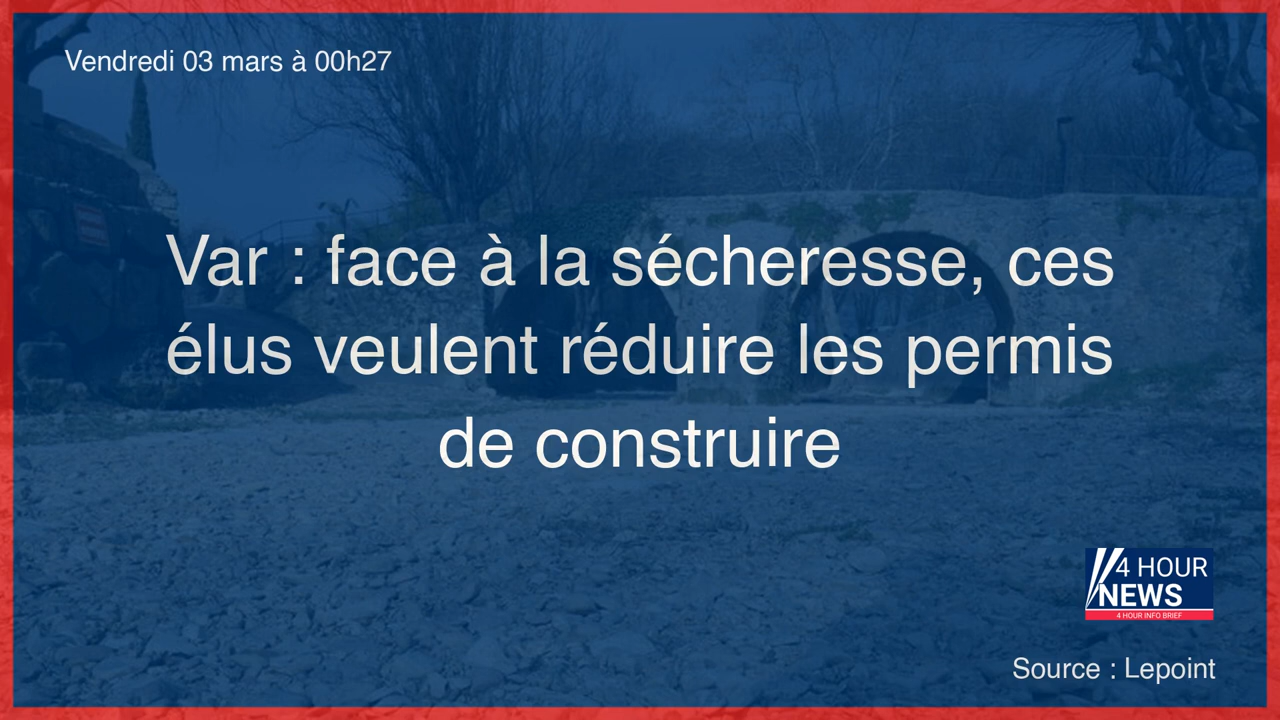 Vendredi 03 mars à 00h27
Var : face à la sécheresse, ces
élus veulent réduire les permis
de construire
4 HOUR
NEWS
4 HOUR INFO BRIEF
Source : Lepoint